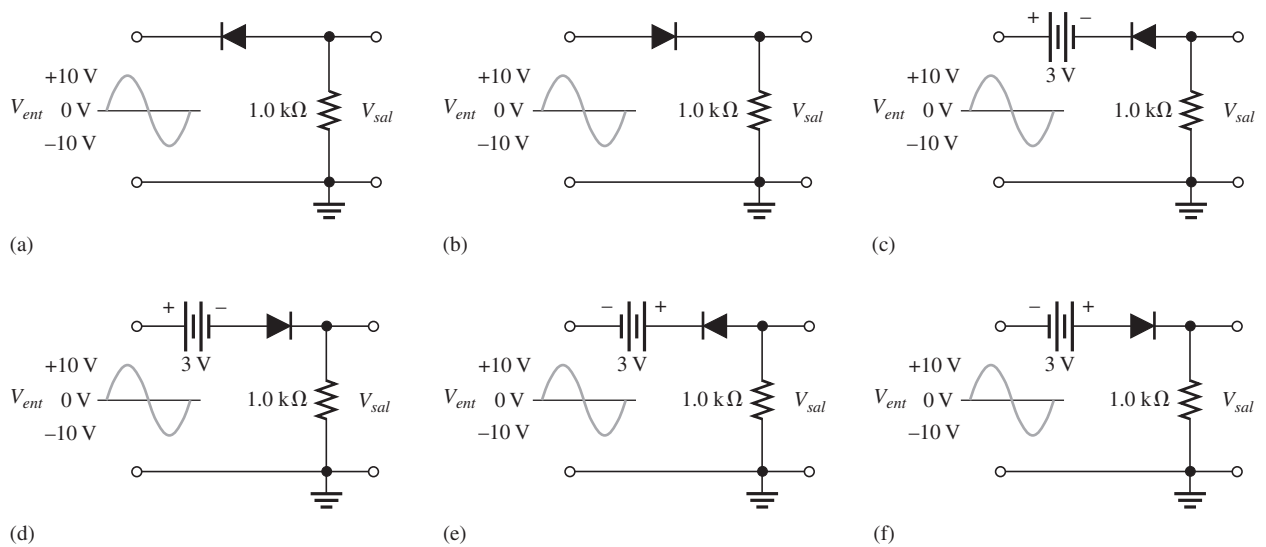 +10 V
V_ent 0 V
–10 V
1.0 kΩ
V_sal
(a)
+10 V
V_ent 0 V
–10 V
1.0 kΩ
V_sal
(b)
+ –
3 V
+10 V
V_ent 0 V
–10 V
1.0 kΩ
V_sal
(c)
+ –
3 V
+10 V
V_ent 0 V
–10 V
1.0 kΩ
V_sal
(d)
– +
3 V
+10 V
V_ent 0 V
–10 V
1.0 kΩ
V_sal
(e)
– +
3 V
+10 V
V_ent 0 V
–10 V
1.0 kΩ
V_sal
(f)